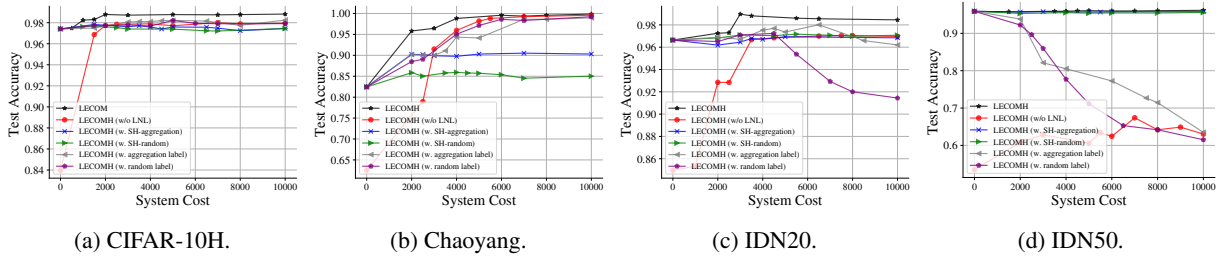 Test Accuracy
0.98
0.96
0.94
0.92
0.90
0.88
0.86
0.84
LECOM
LECOMH (w/o LNL)
LECOMH (w. SH-aggregation)
LECOMH (w. SH-random)
LECOMH (w. aggregation label)
LECOMH (w. random label)
0 2000 4000 6000 8000 10000
System Cost
(a) CIFAR-10H.
Test Accuracy
1.00
0.95
0.90
0.85
0.80
0.75
0.70
0.65
LECOMH
LECOMH (w/o LNL)
LECOMH (w. SH-aggregation)
LECOMH (w. SH-random)
LECOMH (w. aggregation label)
LECOMH (w. random label)
0 2000 4000 6000 8000 10000
System Cost
(b) Chaoyang.
Test Accuracy
0.98
0.96
0.94
0.92
0.90
0.88
0.86
LECOMH
LECOMH (w/o LNL)
LECOMH (w. SH-aggregation)
LECOMH (w. SH-random)
LECOMH (w. aggregation label)
LECOMH (w. random label)
0 2000 4000 6000 8000 10000
System Cost
(c) IDN20.
Test Accuracy
0.9
0.8
0.7
0.6
LECOMH
LECOMH (w/o LNL)
LECOMH (w. SH-aggregation)
LECOMH (w. SH-random)
LECOMH (w. aggregation label)
LECOMH (w. random label)
0 2000 4000 6000 8000 10000
System Cost
(d) IDN50.